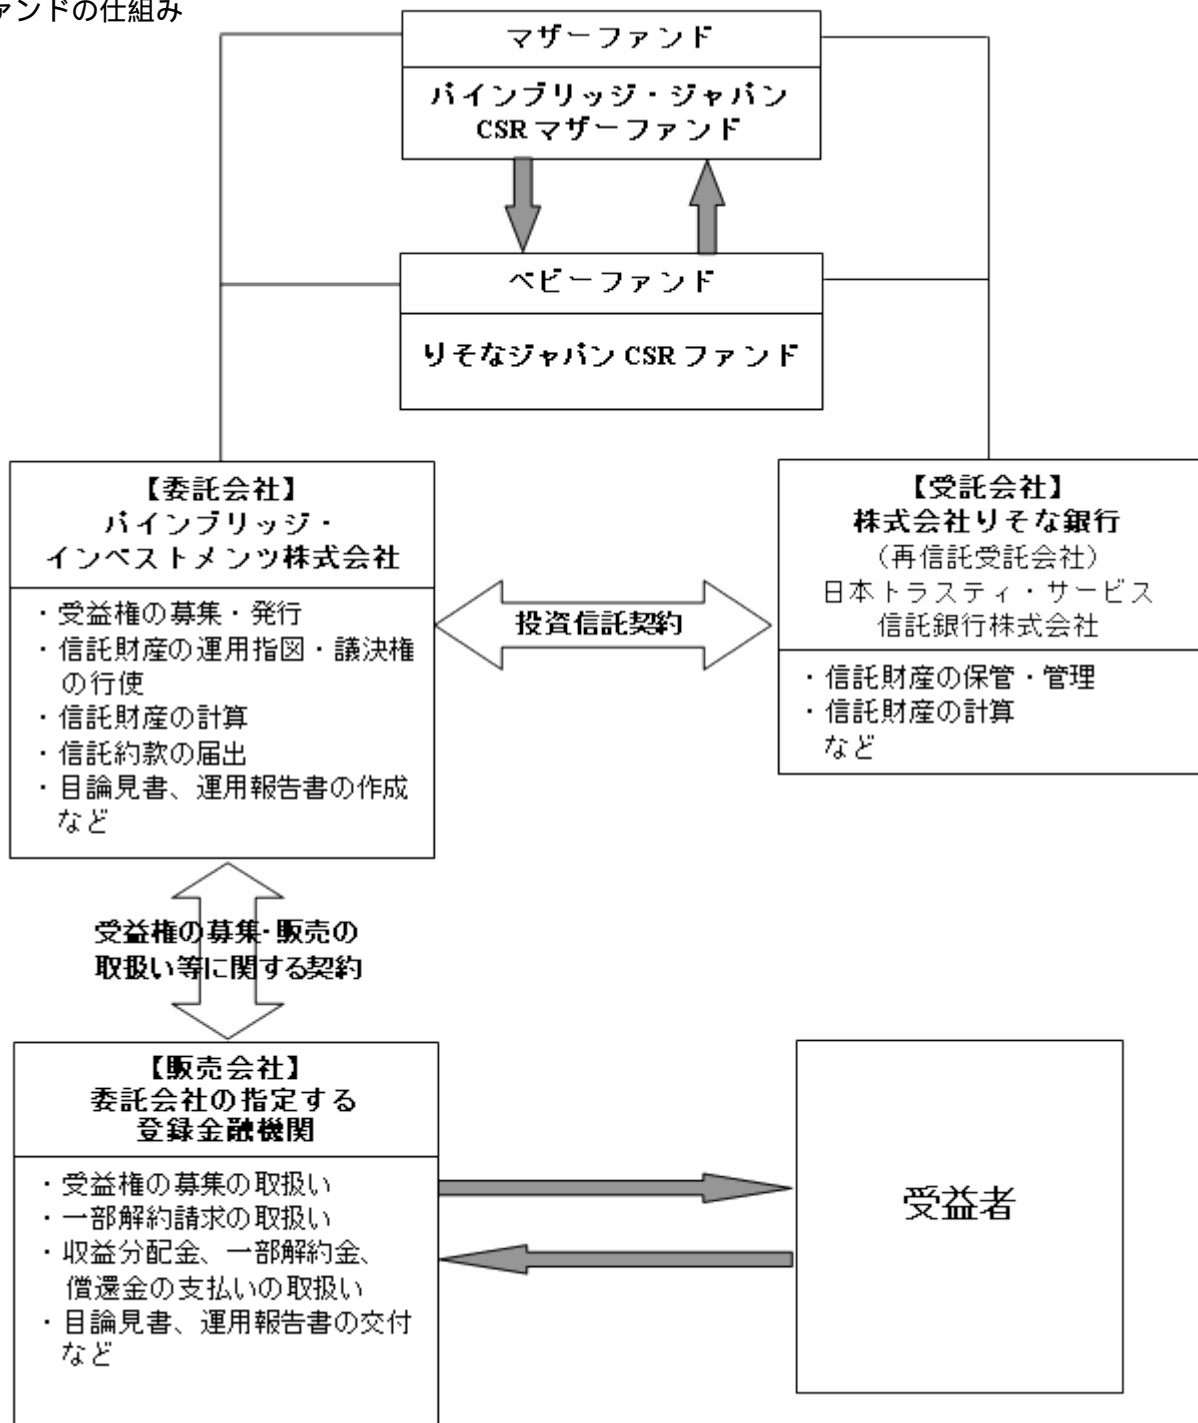 ァンドの仕組み
マザーファンド
パインブリッジ・ジャパン
CSRマザーファンド
ベビーファンド
りそなジャパンCSRファンド
【委託会社】
パインブリッジ・
インベストメンツ株式会社
・受益権の募集・発行
・信託財産の運用指図・議決権
の行使
・信託財産の計算
・信託約款の届出
・目論見書、運用報告書の作成
など
投資信託契約
【受託会社】
株式会社りそな銀行
（再信託受託会社）
日本トラスティ・サービス
信託銀行株式会社
・信託財産の保管・管理
・信託財産の計算
など
受益権の募集・販売の
取扱い等に関する契約
【販売会社】
委託会社の指定する
登録金融機関
・受益権の募集の取扱い
・一部解約請求の取扱い
・収益分配金、一部解約金、
償還金の支払いの取扱い
・目論見書、運用報告書の交付
など
受益者